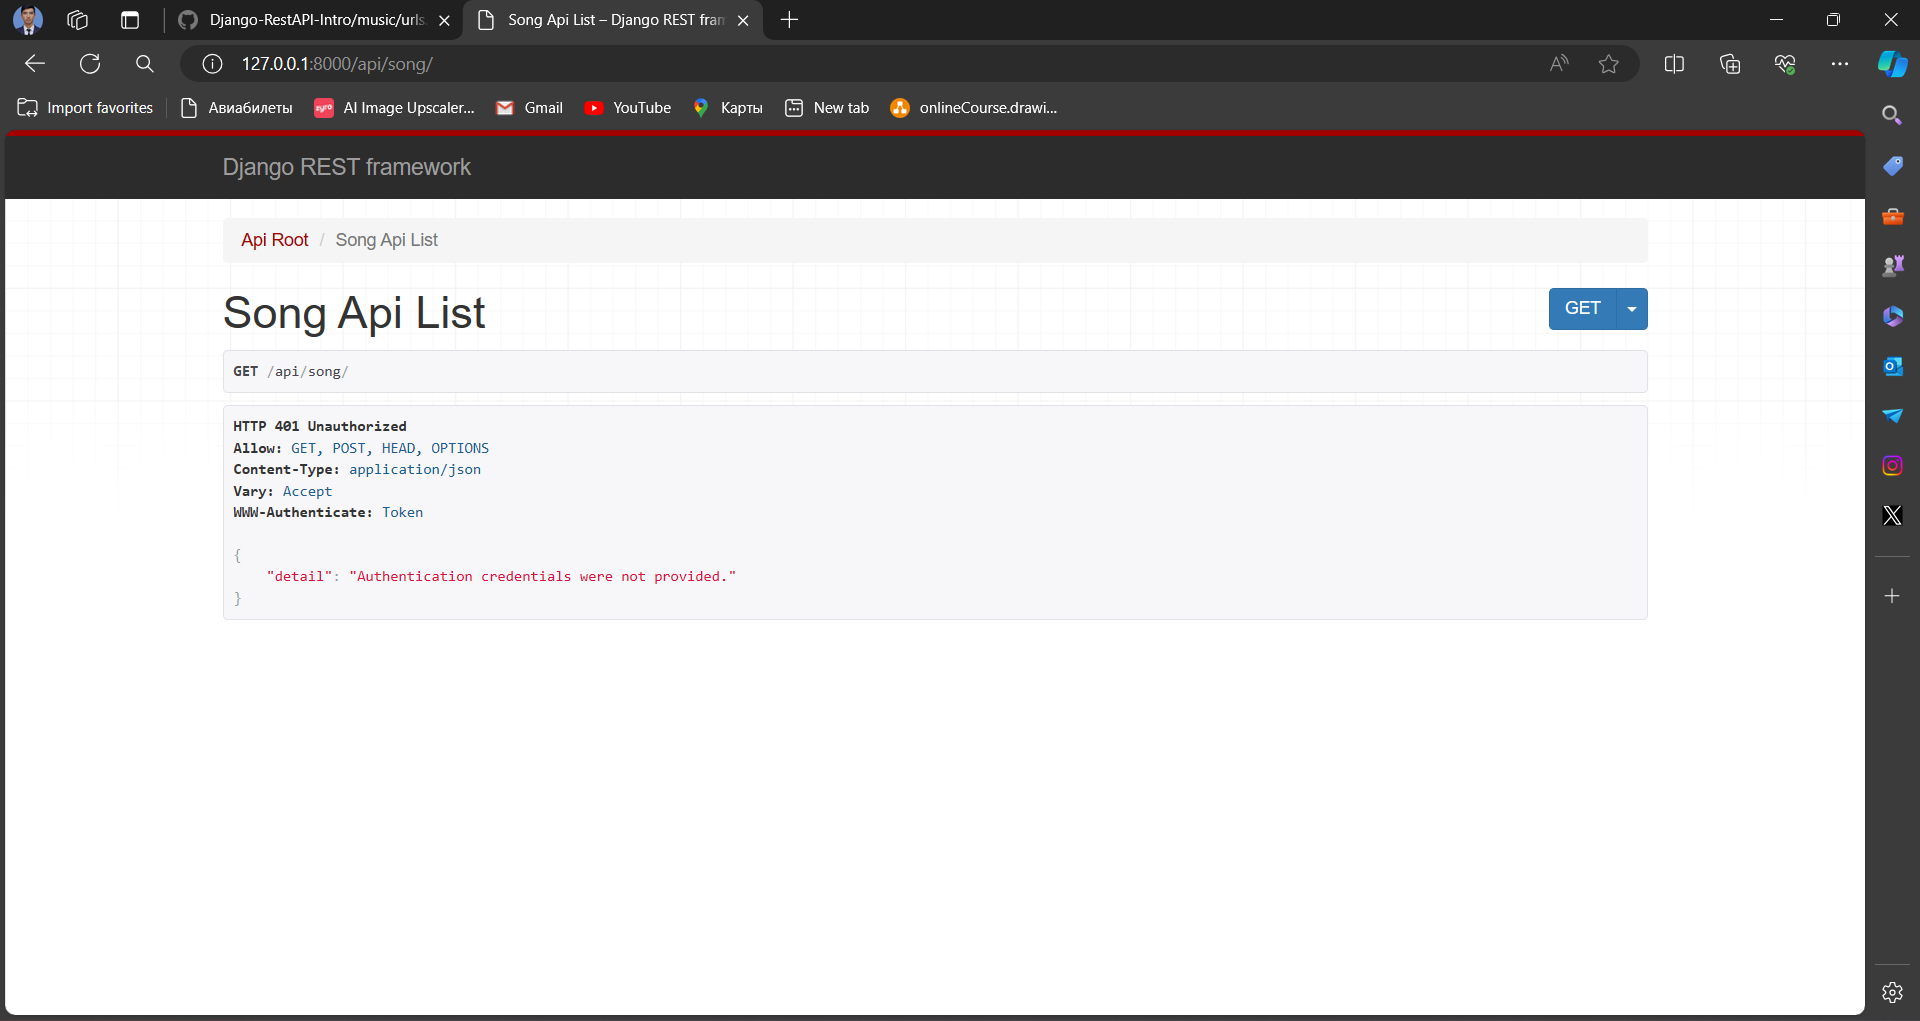 Django-RestAPI-Intro/music/urls.
Song Api List – Django REST fram
127.0.0.1:8000/api/song/
Import favorites
Авиабилеты
zyro
AI Image Upscaler...
Gmail
YouTube
Карты
New tab
onlineCourse.drawi...
Django REST framework
Api Root / Song Api List
Song Api List
GET
GET /api/song/
HTTP 401 Unauthorized
Allow: GET, POST, HEAD, OPTIONS
Content-Type: application/json
Vary: Accept
WWW-Authenticate: Token
{
"detail": "Authentication credentials were not provided."
}